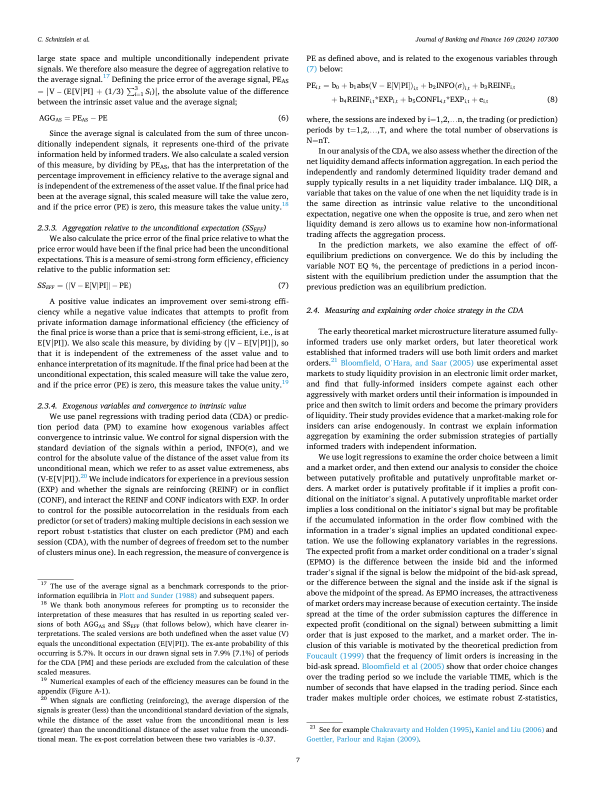 C. Schnitzlein et al.
Journal of Banking and Finance 169 (2024) 107300
large state space and multiple unconditionally independent private
signals. We therefore also measure the degree of aggregation relative to
the average signal.17 Defining the price error of the average signal, PEAS
= |V – (E[V|PI] + (1/3) ∑³ᵢ₌₁ Sᵢ)|, the absolute value of the difference
between the intrinsic asset value and the average signal;
AGGAS = PEAS − PE (6)
Since the average signal is calculated from the sum of three uncon-
ditionally independent signals, it represents one-third of the private
information held by informed traders. We also calculate a scaled version
of this measure, by dividing by PEAS, that has the interpretation of the
percentage improvement in efficiency relative to the average signal and
is independent of the extremeness of the asset value. If the final price had
been at the average signal, this scaled measure will take the value zero,
and if the price error (PE) is zero, this measure takes the value unity.18
2.3.3. Aggregation relative to the unconditional expectation (SSEFF)
We also calculate the price error of the final price relative to what the
price error would have been if the final price had been the unconditional
expectations. This is a measure of semi-strong form efficiency, efficiency
relative to the public information set:
SSEFF = (|V − E[V|PI]| − PE) (7)
A positive value indicates an improvement over semi-strong effi-
ciency while a negative value indicates that attempts to profit from
private information damage informational efficiency (the efficiency of
the final price is worse than a price that is semi-strong efficient, i.e., is at
E[V|PI]). We also scale this measure, by dividing by (|V − E[V|PI]|), so
that it is independent of the extremeness of the asset value and to
enhance interpretation of its magnitude. If the final price had been at the
unconditional expectation, this scaled measure will take the value zero,
and if the price error (PE) is zero, this measure takes the value unity.19
2.3.4. Exogenous variables and convergence to intrinsic value
We use panel regressions with trading period data (CDA) or predic-
tion period data (PM) to examine how exogenous variables affect
convergence to intrinsic value. We control for signal dispersion with the
standard deviation of the signals within a period, INFO(σ), and we
control for the absolute value of the distance of the asset value from its
unconditional mean, which we refer to as asset value extremeness, abs
(V-E[V|PI]).20 We include indicators for experience in a previous session
(EXP) and whether the signals are reinforcing (REINF) or in conflict
(CONF), and interact the REINF and CONF indicators with EXP. In order
to control for the possible autocorrelation in the residuals from each
predictor (or set of traders) making multiple decisions in each session we
report robust t-statistics that cluster on each predictor (PM) and each
session (CDA), with the number of degrees of freedom set to the number
of clusters minus one). In each regression, the measure of convergence is
17 The use of the average signal as a benchmark corresponds to the prior-
information equilibria in Plott and Sunder (1988) and subsequent papers.
18 We thank both anonymous referees for prompting us to reconsider the
interpretation of these measures that has resulted in us reporting scaled ver-
sions of both AGGAS and SSEFF (that follows below), which have clearer in-
terpretations. The scaled versions are both undefined when the asset value (V)
equals the unconditional expectation (E[V|PI]). The ex-ante probability of this
occurring is 5.7%. It occurs in our drawn signal sets in 7.9% [7.1%] of periods
for the CDA [PM] and these periods are excluded from the calculation of these
scaled measures.
19 Numerical examples of each of the efficiency measures can be found in the
appendix (Figure A-1).
20 When signals are conflicting (reinforcing), the average dispersion of the
signals is greater (less) than the unconditional standard deviation of the signals,
while the distance of the asset value from the unconditional mean is less
(greater) than the unconditional distance of the asset value from the uncondi-
tional mean. The ex-post correlation between these two variables is -0.37.
PE as defined above, and is related to the exogenous variables through
(7) below:
PEi,t = b0 + b1abs(V − E[V|PI])i,t + b2INFO(σ)i,t + b3REINFi,t
+ b4REINFi,t*EXPi,t + b5CONFLi,t*EXPi,t + ei,t (8)
where, the sessions are indexed by i=1,2,…n, the trading (or prediction)
periods by t=1,2,…,T, and where the total number of observations is
N=nT.
In our analysis of the CDA, we also assess whether the direction of the
net liquidity demand affects information aggregation. In each period the
independently and randomly determined liquidity trader demand and
supply typically results in a net liquidity trader imbalance. LIQ DIR, a
variable that takes on the value of one when the net liquidity trade is in
the same direction as intrinsic value relative to the unconditional
expectation, negative one when the opposite is true, and zero when net
liquidity demand is zero allows us to examine how non-informational
trading affects the aggregation process.
In the prediction markets, we also examine the effect of off-
equilibrium predictions on convergence. We do this by including the
variable NOT EQ %, the percentage of predictions in a period incon-
sistent with the equilibrium prediction under the assumption that the
previous prediction was an equilibrium prediction.
2.4. Measuring and explaining order choice strategy in the CDA
The early theoretical market microstructure literature assumed fully-
informed traders use only market orders, but later theoretical work
established that informed traders will use both limit orders and market
orders.21 Bloomfield, O'Hara, and Saar (2005) use experimental asset
markets to study liquidity provision in an electronic limit order market,
and find that fully-informed insiders compete against each other
aggressively with market orders until their information is impounded in
price and then switch to limit orders and become the primary providers
of liquidity. Their study provides evidence that a market-making role for
insiders can arise endogenously. In contrast we explain information
aggregation by examining the order submission strategies of partially
informed traders with independent information.
We use logit regressions to examine the order choice between a limit
and a market order, and then extend our analysis to consider the choice
between putatively profitable and putatively unprofitable market or-
ders. A market order is putatively profitable if it implies a profit con-
ditional on the initiator's signal. A putatively unprofitable market order
implies a loss conditional on the initiator's signal but may be profitable
if the accumulated information in the order flow combined with the
information in a trader's signal implies an updated conditional expec-
tation. We use the following explanatory variables in the regressions.
The expected profit from a market order conditional on a trader's signal
(EPMO) is the difference between the inside bid and the informed
trader's signal if the signal is below the midpoint of the bid-ask spread,
or the difference between the signal and the inside ask if the signal is
above the midpoint of the spread. As EPMO increases, the attractiveness
of market orders may increase because of execution certainty. The inside
spread at the time of the order submission captures the difference in
expected profit (conditional on the signal) between submitting a limit
order that is just exposed to the market, and a market order. The in-
clusion of this variable is motivated by the theoretical prediction from
Foucault (1999) that the frequency of limit orders is increasing in the
bid-ask spread. Bloomfield et al (2005) show that order choice changes
over the trading period so we include the variable TIME, which is the
number of seconds that have elapsed in the trading period. Since each
trader makes multiple order choices, we estimate robust Z-statistics,
21 See for example Chakravarty and Holden (1995), Kaniel and Liu (2006) and
Goettler, Parlour and Rajan (2009).
7